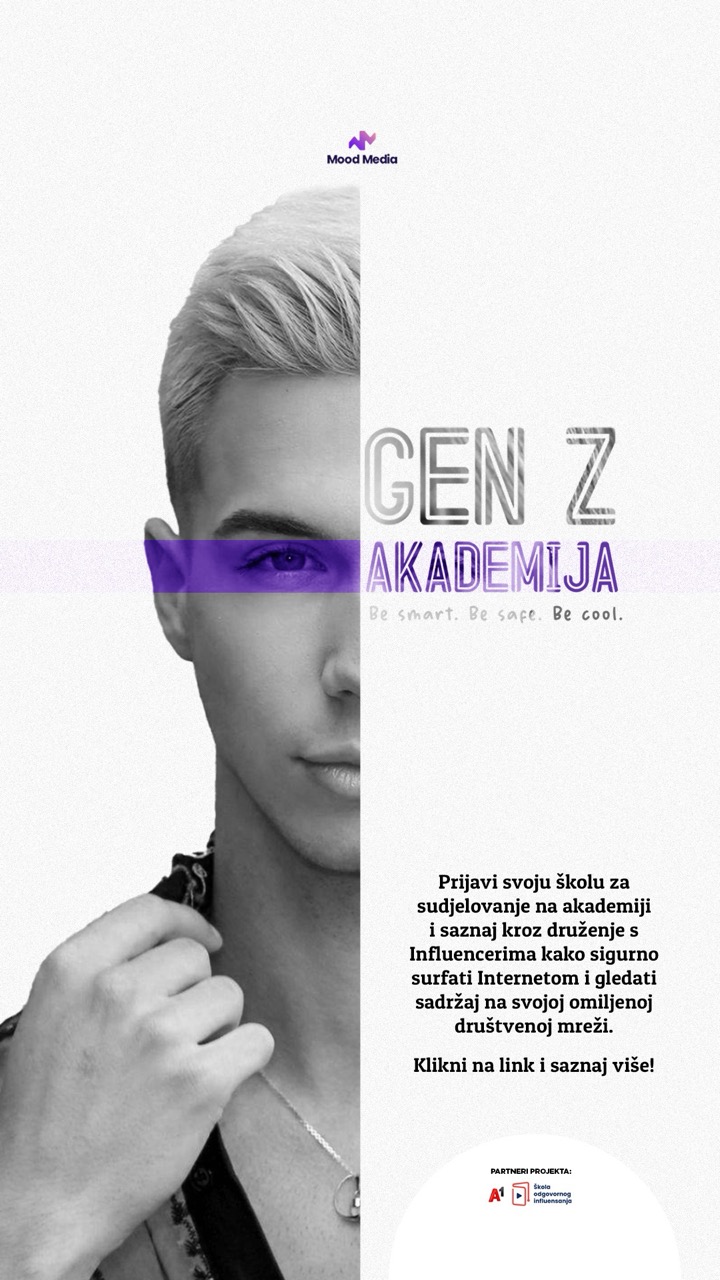 Mood Media
GEN Z
AKADEMIJA
Be smart. Be safe. Be cool.
Prijavi svoju školu za
sudjelovanje na akademiji
i saznaj kroz druženje s
Influencerima kako sigurno
surfati Internetom i gledati
sadržaj na svojoj omiljenoj
društvenoj mreži.
Klikni na link i saznaj više!
PARTNERI PROJEKTA:
A1
Škola
odgovornog
influensanja